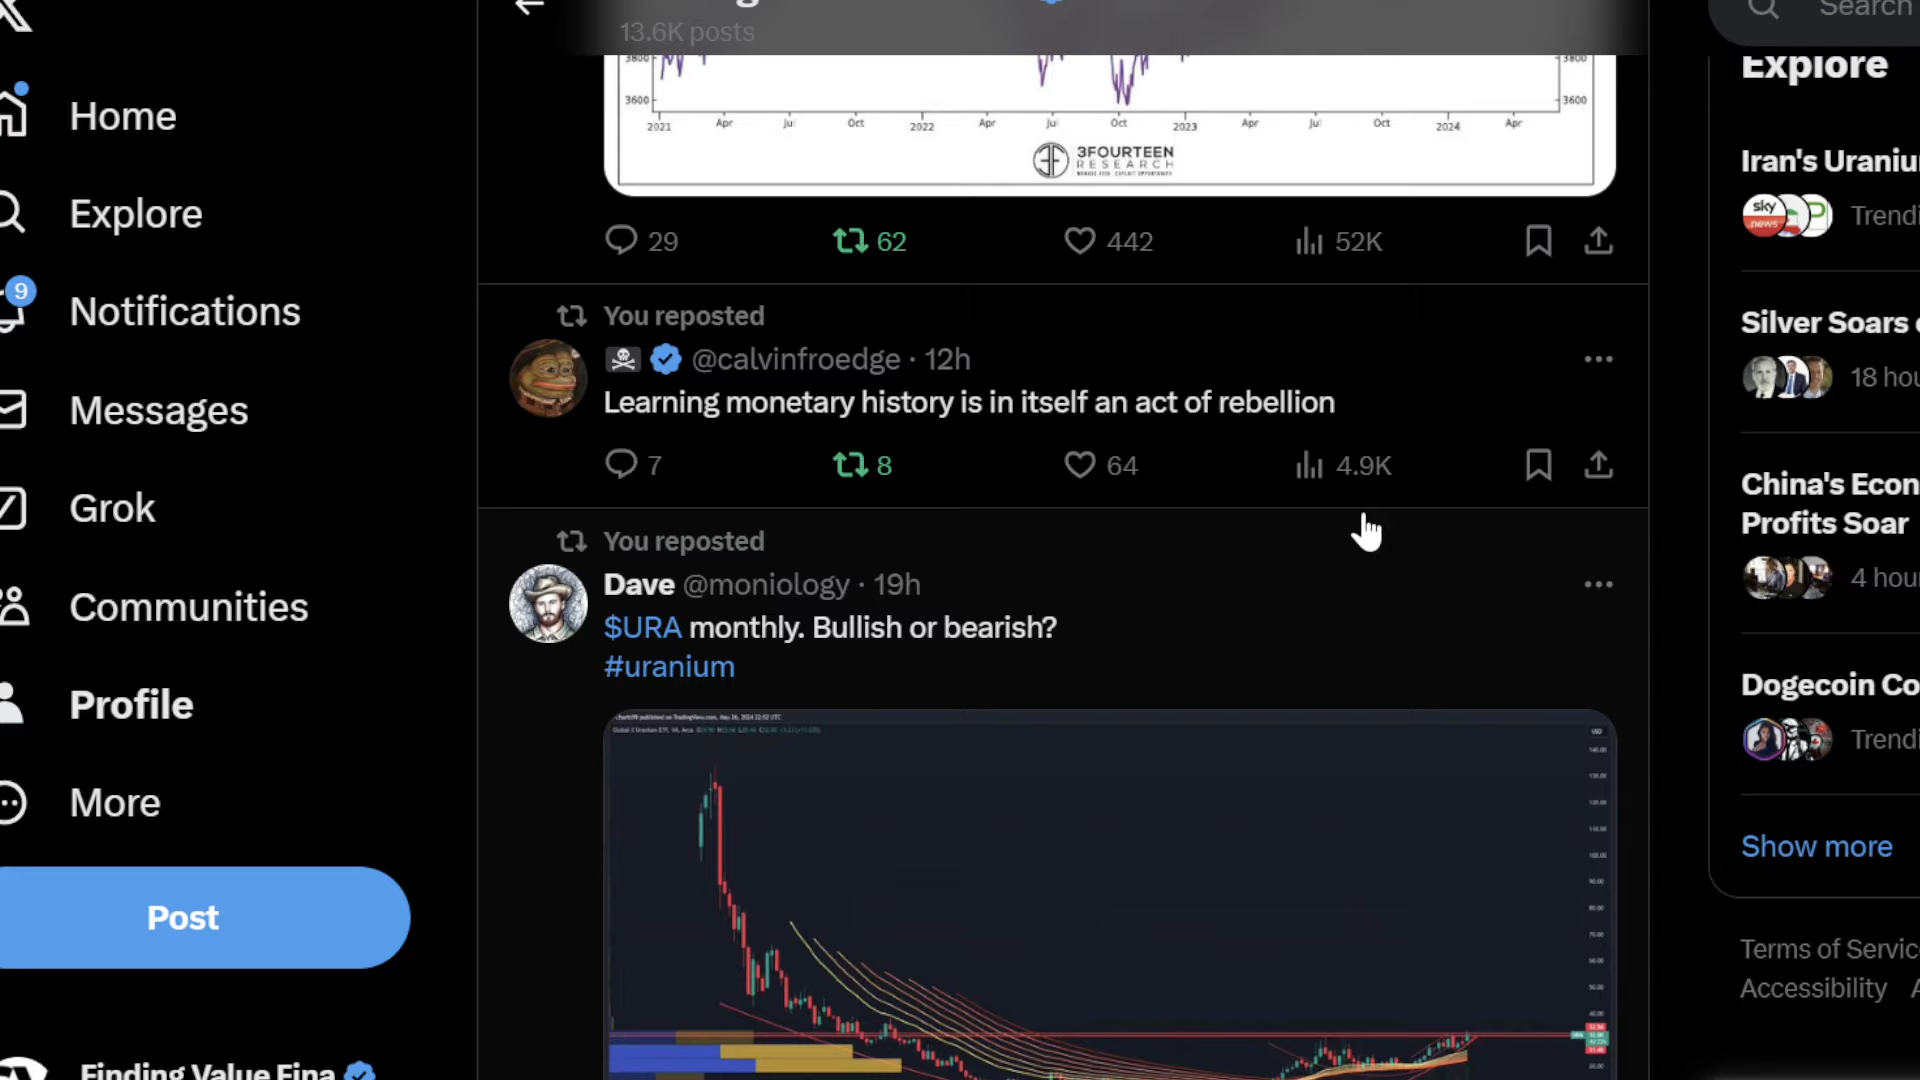 13.6K posts
3800
3800
3600
3600
2021 Apr Jul Oct 2022 Apr Jul Oct 2023 Apr Jul Oct 2024 Apr
3FOURTEEN
RESEARCH
29 62 442 52K
You reposted
@calvinfroedge · 12h
Learning monetary history is in itself an act of rebellion
7 8 64 4.9K
You reposted
Dave @moniology · 19h
$URA monthly. Bullish or bearish?
#uranium
Home
Explore
9
Notifications
Messages
Grok
Communities
Profile
More
Post
Finding Value Fina
Search
Explore
Iran's Uraniu
sky
news
Trendi
Silver Soars
18 hou
China's Econ
Profits Soar
4 hou
Dogecoin Co
Trendi
Show more
Terms of Servic
Accessibility